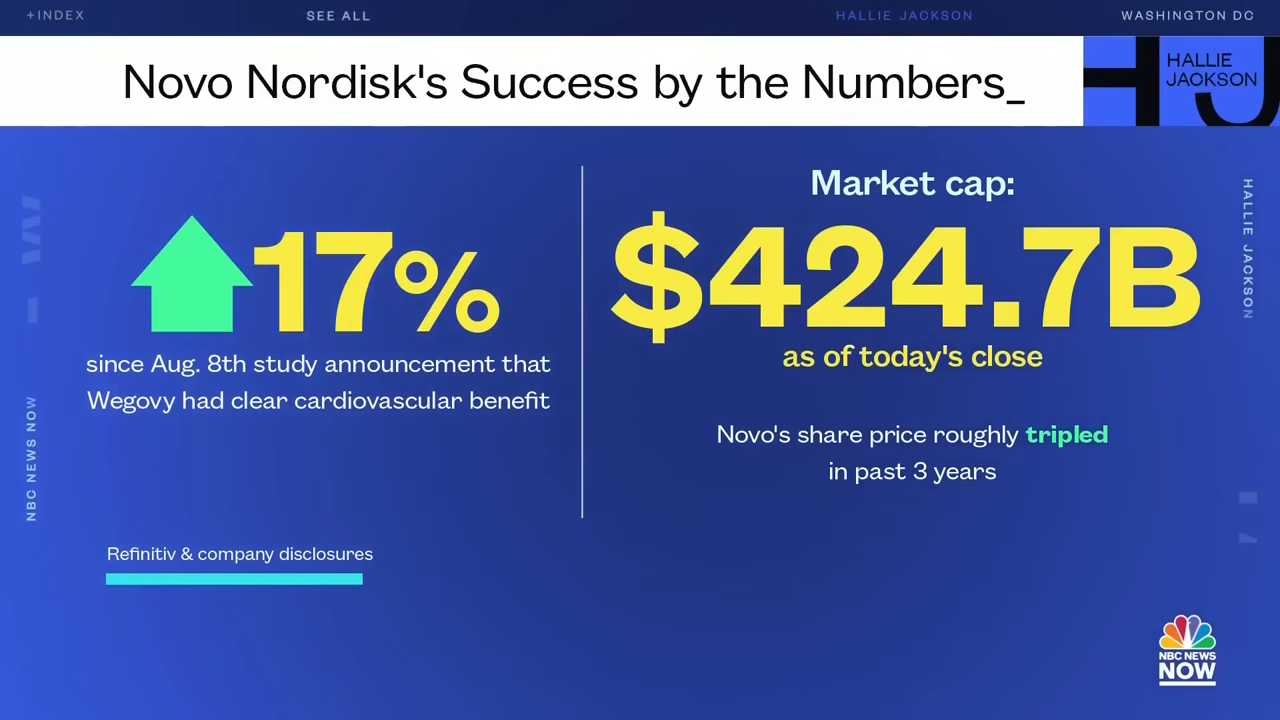 +INDEX
SEE ALL
HALLIE JACKSON
WASHINGTON DC
Novo Nordisk's Success by the Numbers_
HALLIE
JACKSON
HJ
17%
since Aug. 8th study announcement that
Wegovy had clear cardiovascular benefit
Market cap:
$424.7B
as of today's close
Novo's share price roughly tripled
in past 3 years
Refinitiv & company disclosures
NBC NEWS NOW
HALLIE JACKSON
NBC NEWS
NOW